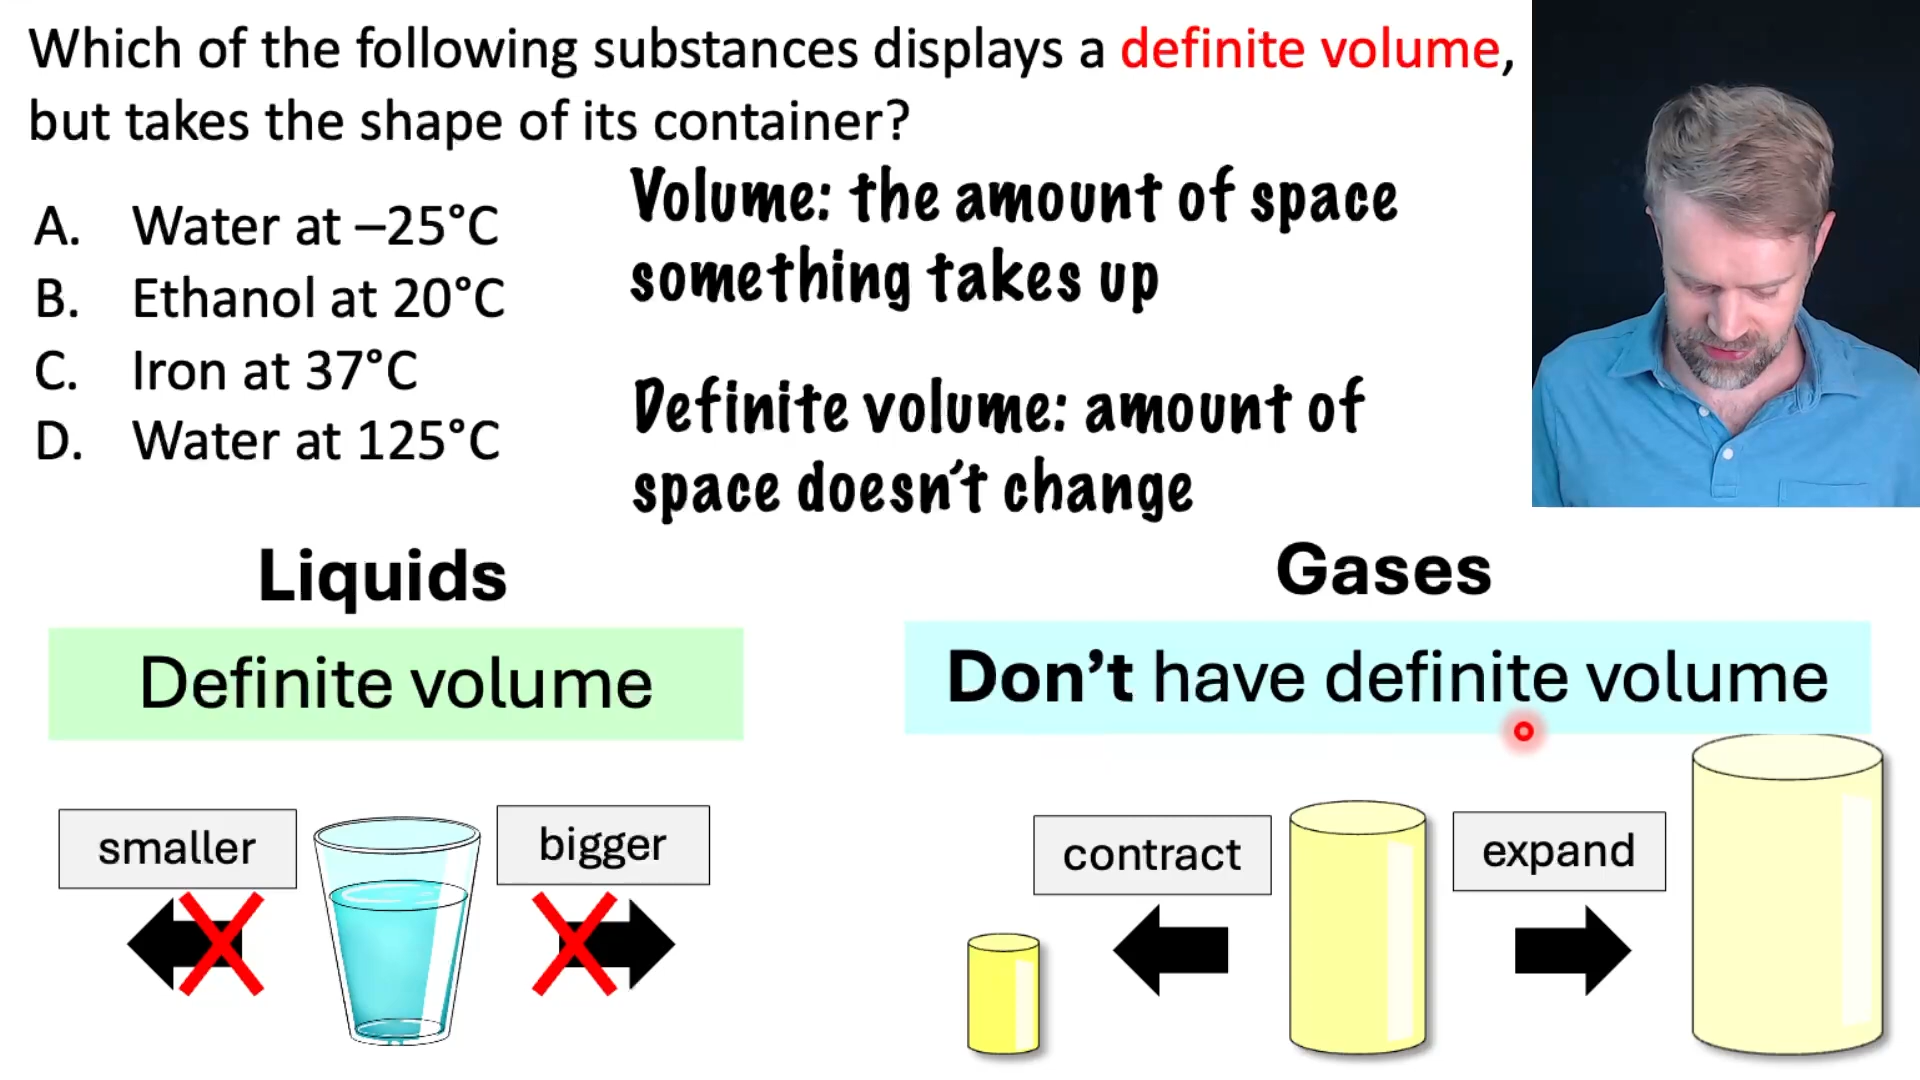 Which of the following substances displays a definite volume,
but takes the shape of its container?
A. Water at –25°C
B. Ethanol at 20°C
C. Iron at 37°C
D. Water at 125°C
Volume: the amount of space
something takes up
Definite volume: amount of
space doesn't change
Liquids
Definite volume
smaller
bigger
Gases
Don't have definite volume
contract
expand